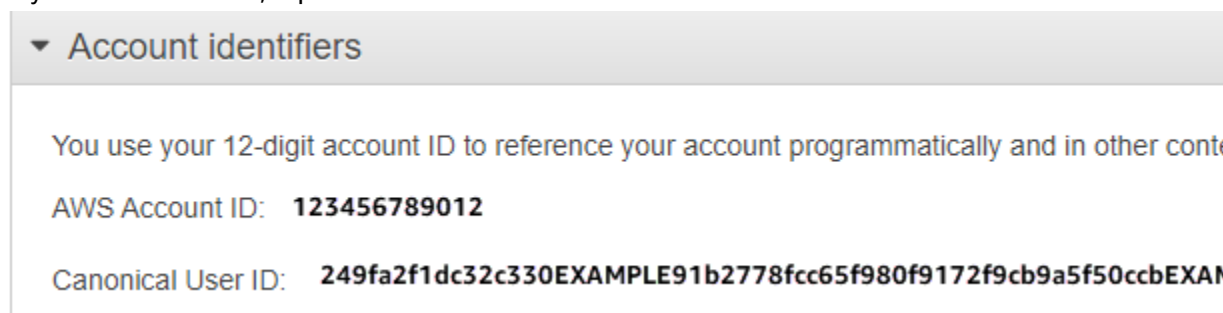 Account identifiers
You use your 12-digit account ID to reference your account programmatically and in other conte
AWS Account ID: 123456789012
Canonical User ID: 249fa2f1dc32c330EXAMPLE91b2778fcc65f980f9172f9cb9a5f50ccbEXAM